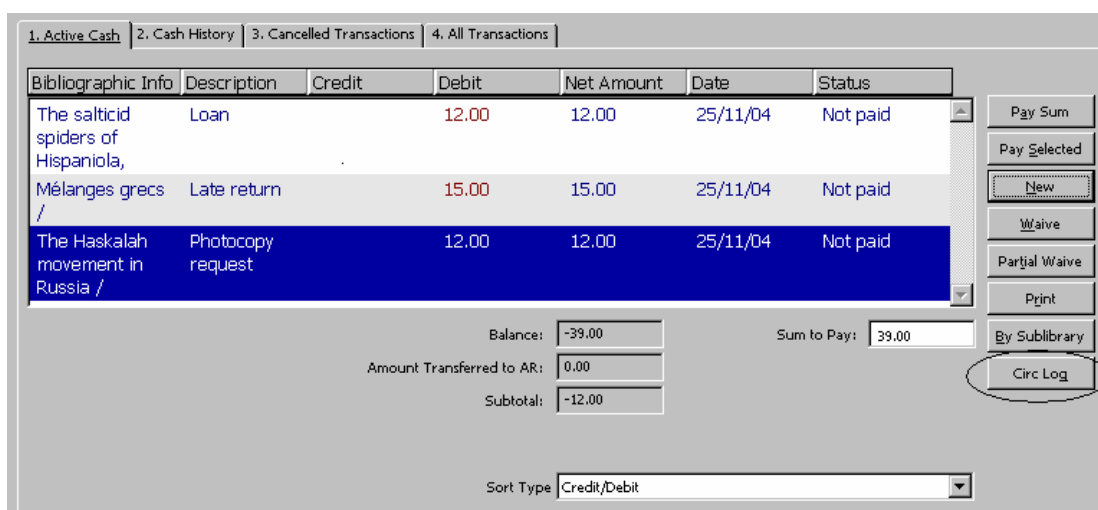 1. Active Cash 2. Cash History 3. Cancelled Transactions 4. All Transactions
Bibliographic Info Description Credit Debit Net Amount Date Status
The salticid Loan 12.00 12.00 25/11/04 Not paid
spiders of
Hispaniola,
Mélanges grecs Late return 15.00 15.00 25/11/04 Not paid
/
The Haskalah Photocopy 12.00 12.00 25/11/04 Not paid
movement in request
Russia /
Pay Sum
Pay Selected
New
Waive
Partial Waive
Print
By Sublibrary
Circ Log
Balance: -39.00 Sum to Pay: 39.00
Amount Transferred to AR: 0.00
Subtotal: -12.00
Sort Type Credit/Debit